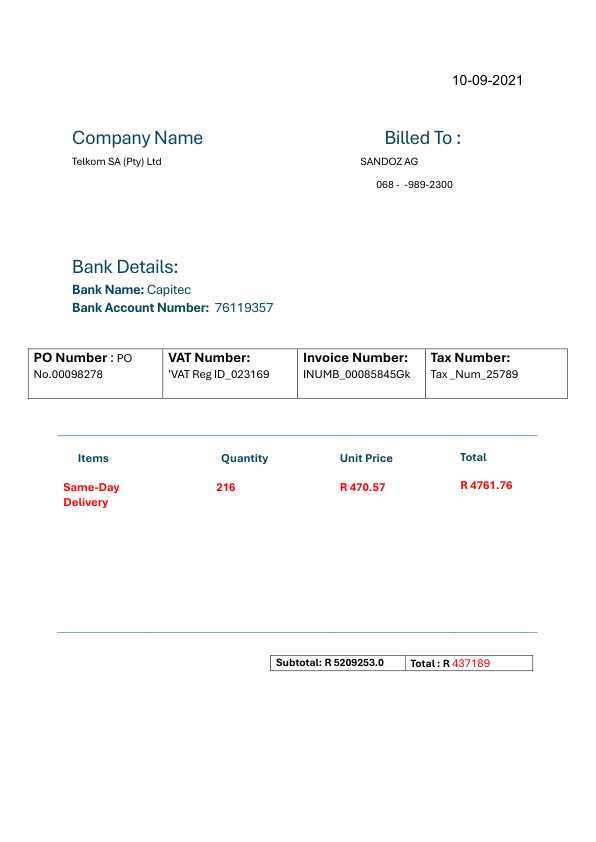 10-09-2021
Company Name
Billed To :
Telkom SA (Pty) Ltd
SANDOZ AG
068 - -989-2300
Bank Details:
Bank Name: Capitec
Bank Account Number: 76119357
PO Number : PO
No.00098278
VAT Number:
'VAT Reg ID_023169
Invoice Number:
INUMB_00085845Gk
Tax Number:
Tax _Num_25789
Items Quantity Unit Price Total
Same-Day 216 R 470.57 R 4761.76
Delivery
Subtotal: R 5209253.0 Total : R 437189